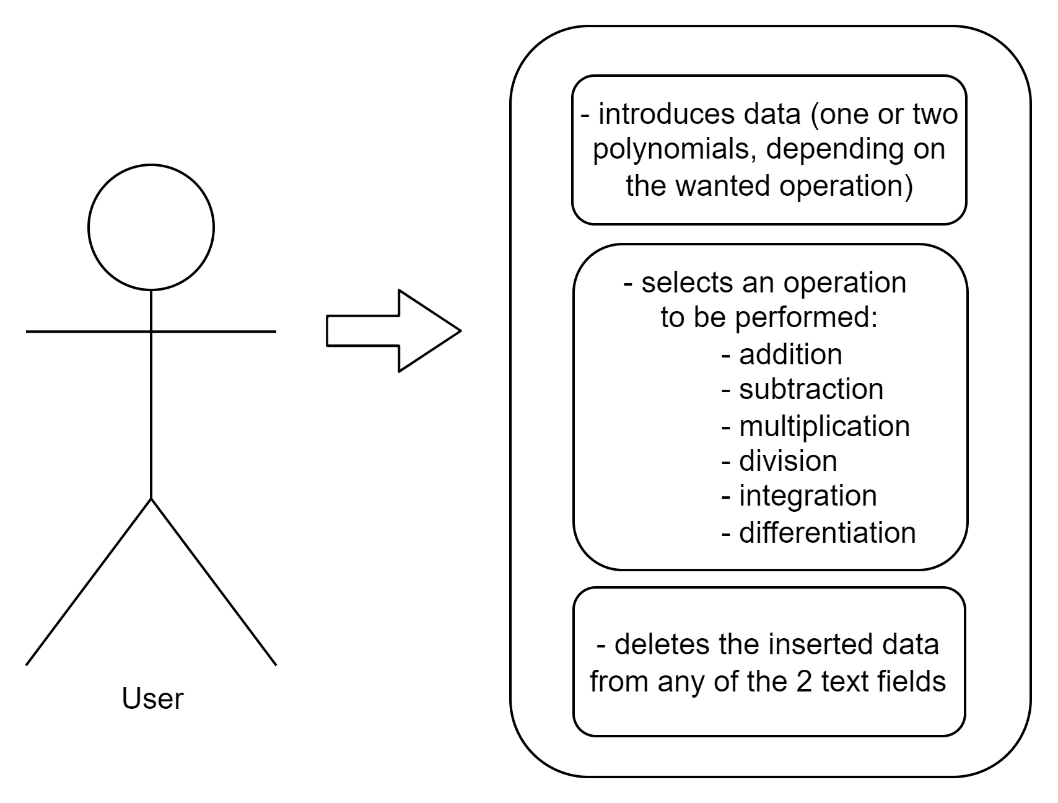 - introduces data (one or two
polynomials, depending on
the wanted operation)
- selects an operation
to be performed:
- addition
- subtraction
- multiplication
- division
- integration
- differentiation
- deletes the inserted data
from any of the 2 text fields
User